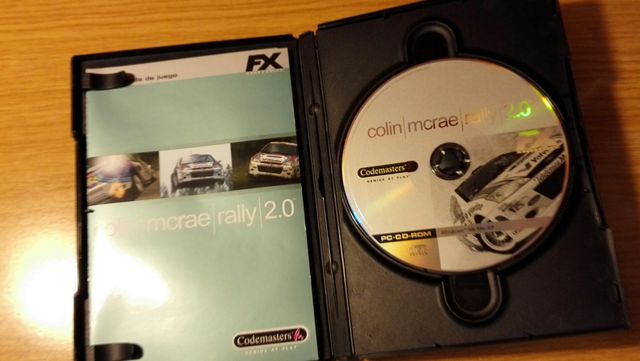 de juego
FX
colin mcrae|rally|2.0
Codemasters
GENIUS AT PLAY
colin|mcrae|rally|2.0
Codemasters
GENIUS AT PLAY
PC-CD-ROM